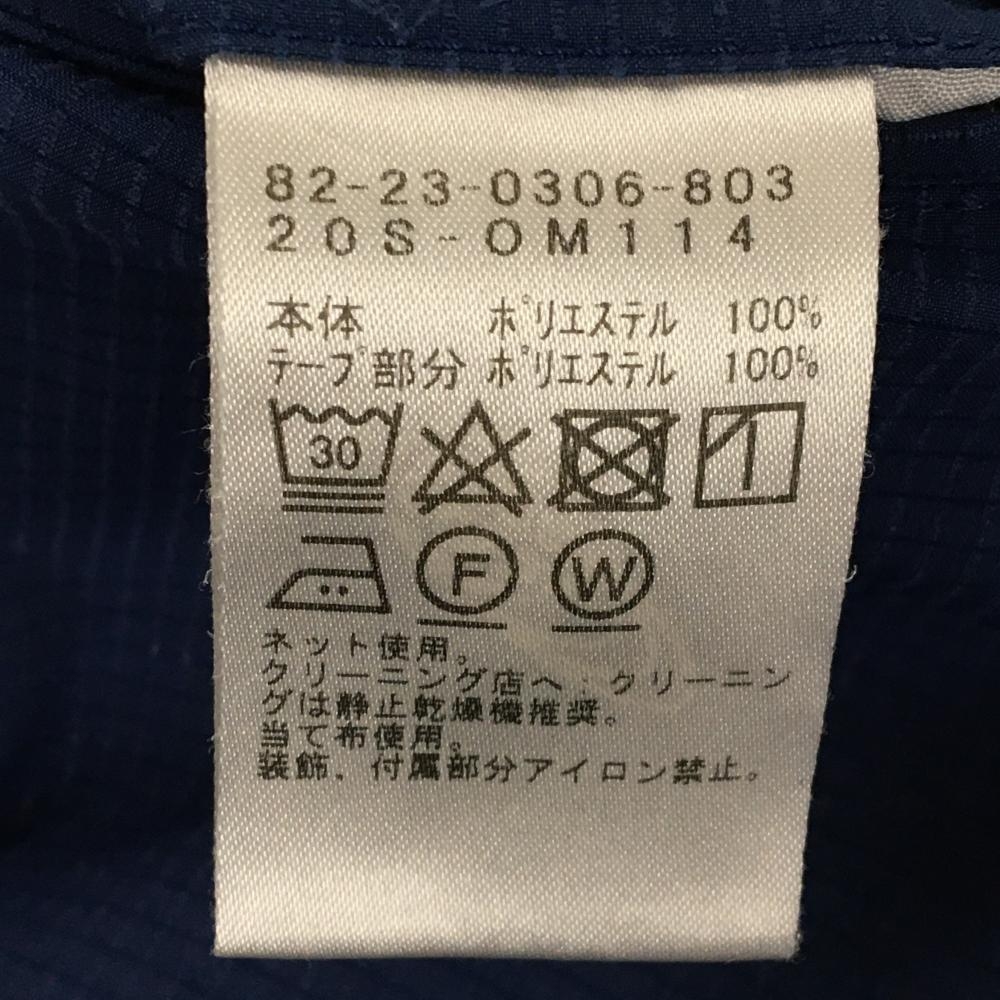 82-23-0306-803
20S-OM114
本体 ポリエステル 100%
テープ部分 ポリエステル 100%
30
F W
ネット使用。
クリーニング店へ:クリーニン
グは静止乾燥機推奨。
当て布使用。
装飾、付属部分アイロン禁止。